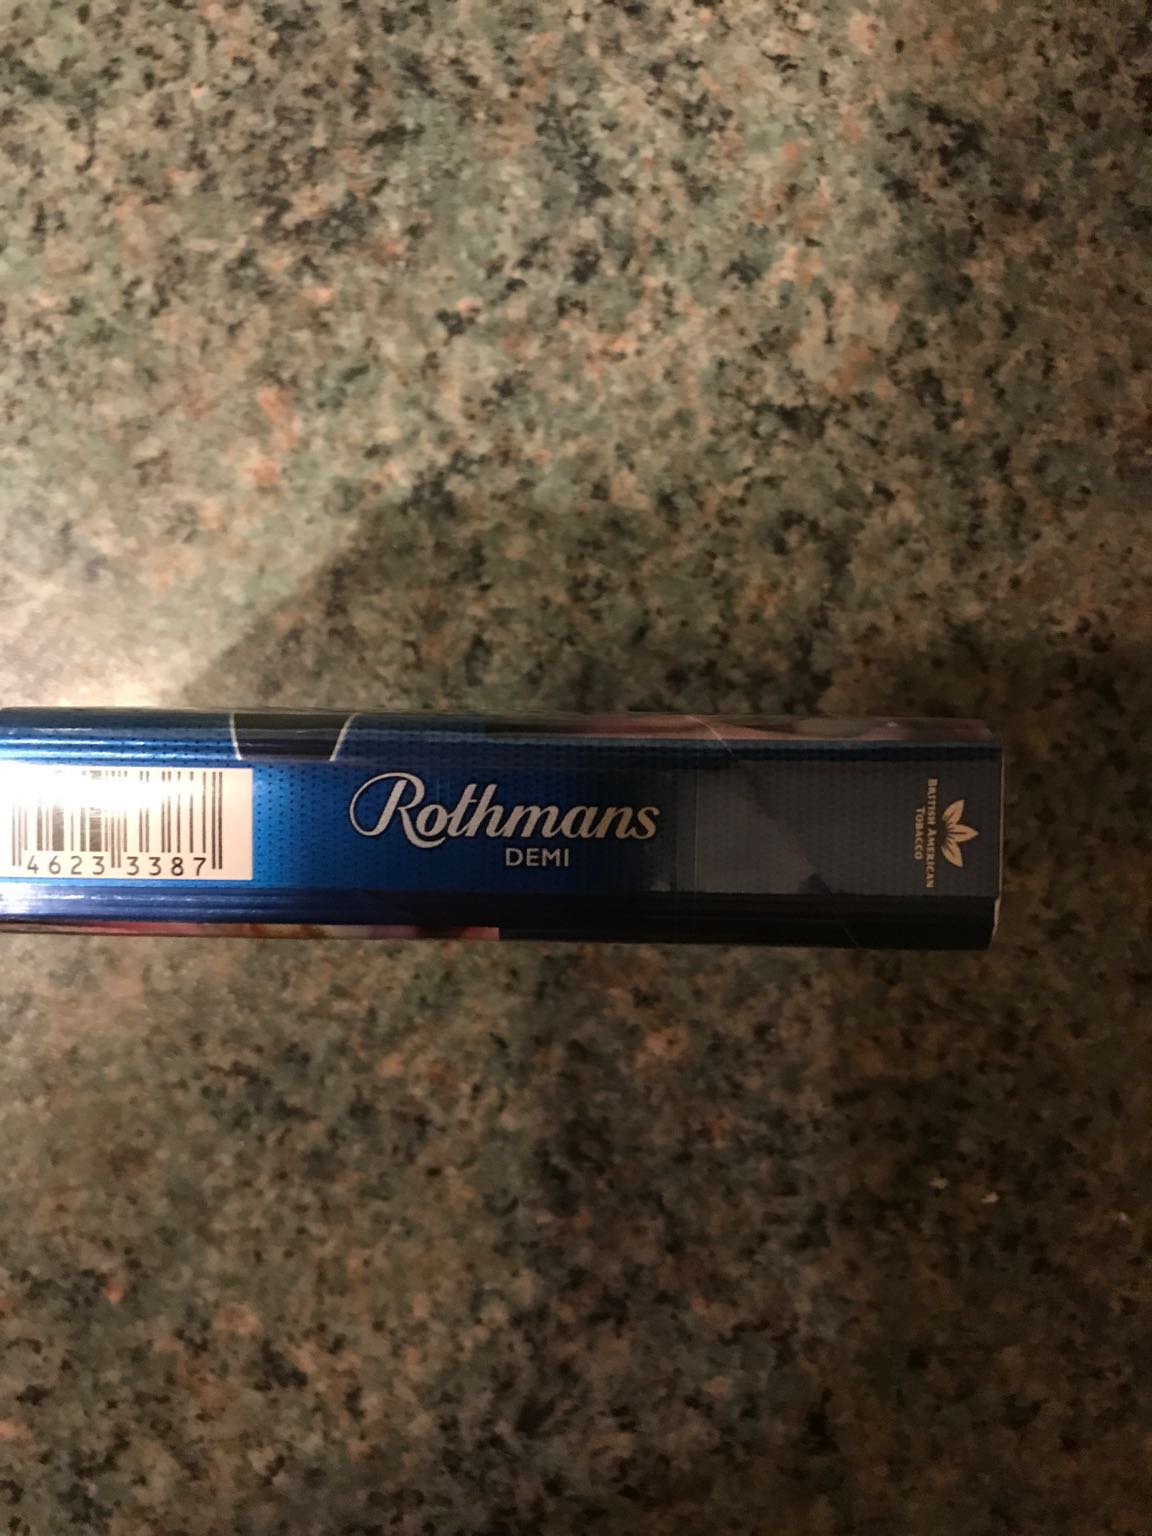 4623 3387
Rothmans
DEMI
BRITISH AMERICAN
TOBACCO